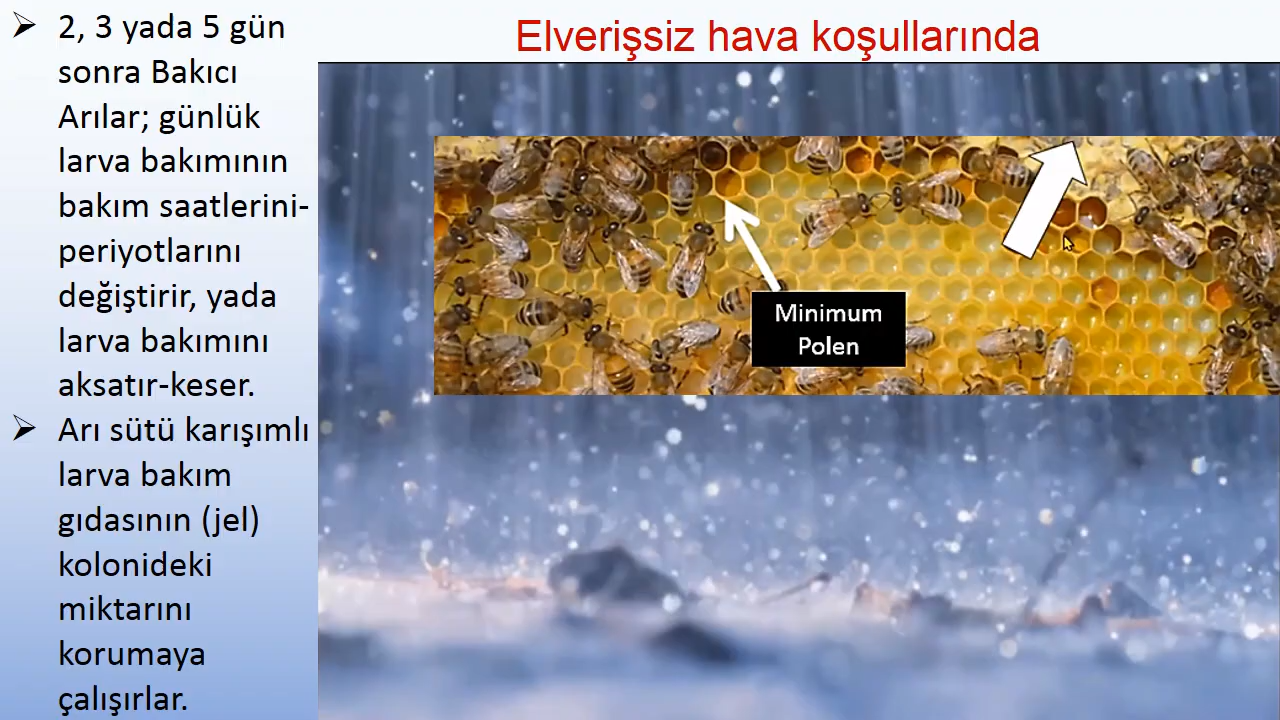 Elverişsiz hava koşullarında
2, 3 yada 5 gün
sonra Bakıcı
Arılar; günlük
larva bakımının
bakım saatlerini-
periyotlarını
değiştirir, yada
larva bakımını
aksatır-keser.
Arı sütü karışımlı
larva bakım
gıdasının (jel)
kolonideki
miktarını
korumaya
çalışırlar.
Minimum
Polen